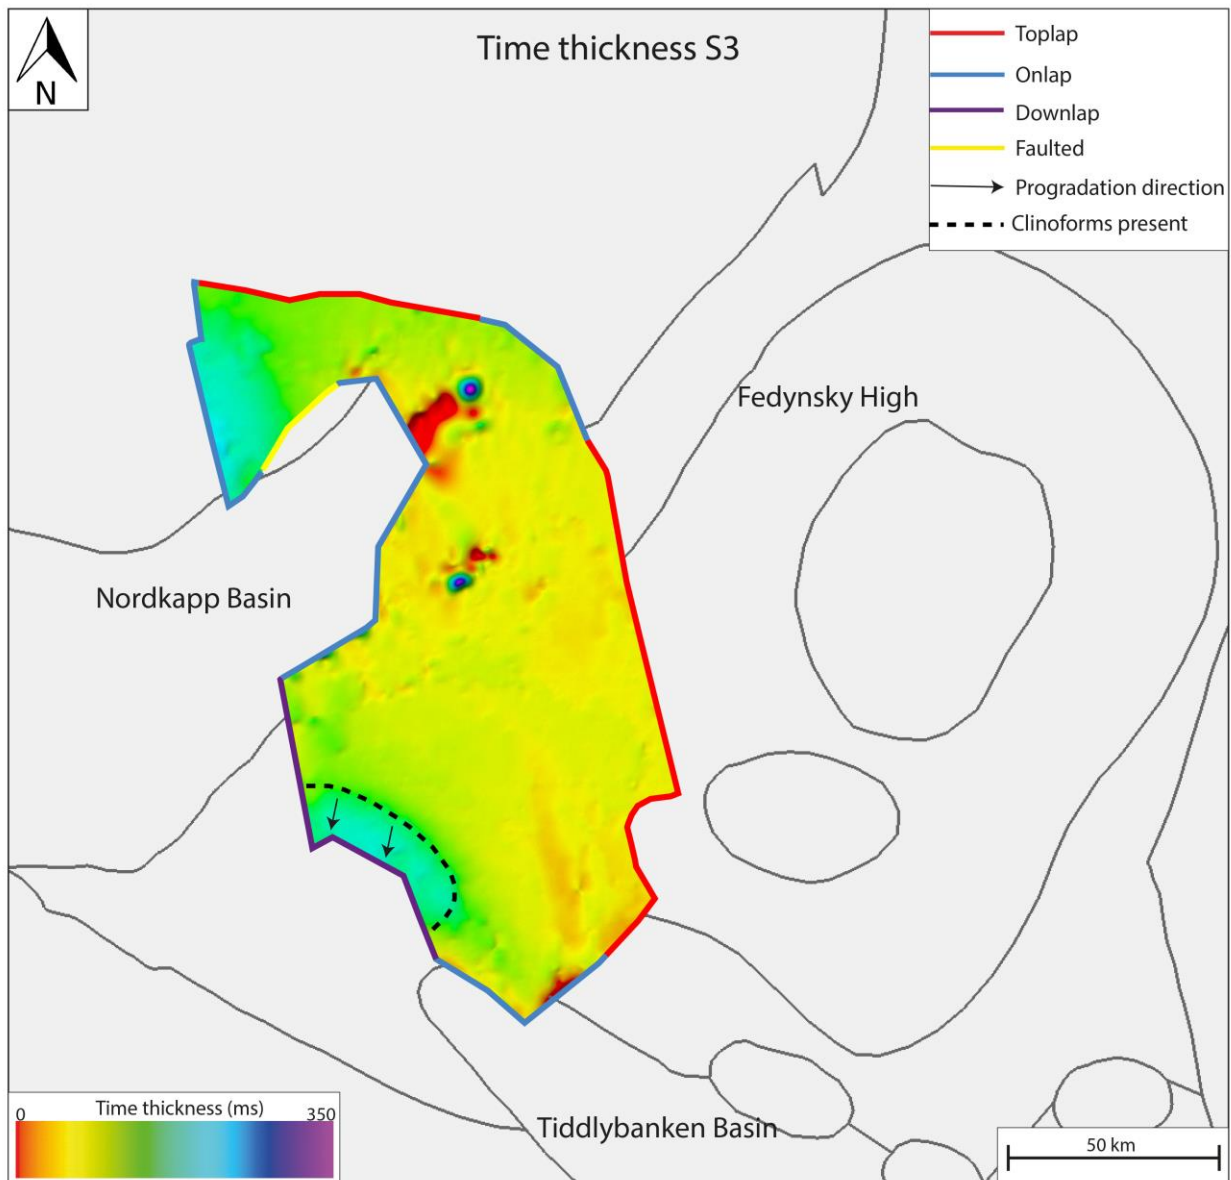 Time thickness S3
N
Toplap
Onlap
Downlap
Faulted
Progradation direction
Clinoforms present
Fedynsky High
Nordkapp Basin
Tiddlybanken Basin
Time thickness (ms)
0 350
50 km